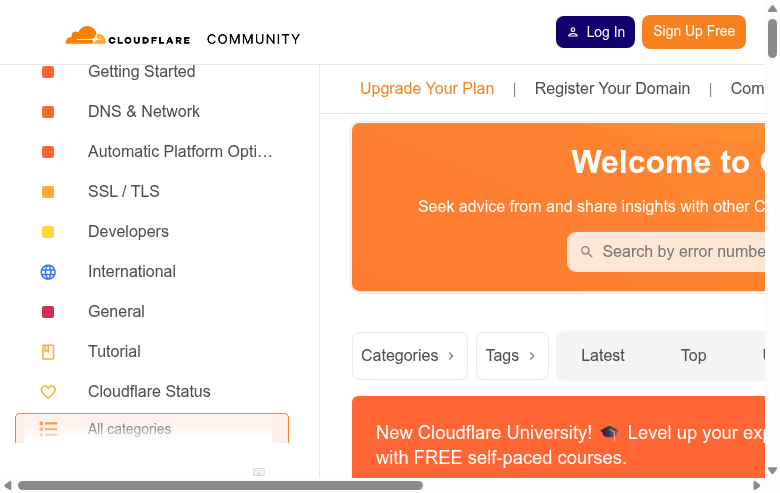 CLOUDFLARE COMMUNITY
Log In
Sign Up Free
Getting Started
DNS & Network
Automatic Platform Opti...
SSL / TLS
Developers
International
General
Tutorial
Cloudflare Status
All categories
Upgrade Your Plan | Register Your Domain | Com
Welcome to
Seek advice from and share insights with other C
Search by error numbe
Categories
Tags
Latest
Top
New Cloudflare University! 🎓 Level up your exp
with FREE self-paced courses.